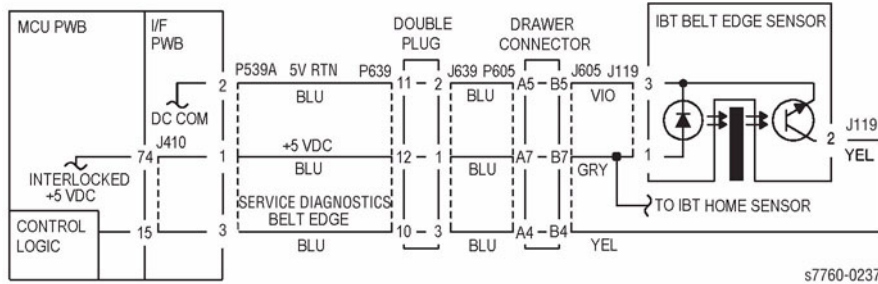 MCU PWB
I/F PWB
DOUBLE PLUG
DRAWER CONNECTOR
IBT BELT EDGE SENSOR
2 P539A 5V RTN P639 11 2 J639 P605 A5 B5 J605 J119 3
BLU BLU VIO
DC COM
74 J410 1 +5 VDC 12 1 A7 B7 1
BLU BLU GRY
2 J119
YEL
INTERLOCKED +5 VDC
TO IBT HOME SENSOR
SERVICE DIAGNOSTICS
BELT EDGE
CONTROL LOGIC
15 3 10 3 A4 B4
BLU BLU YEL
s7760-0237